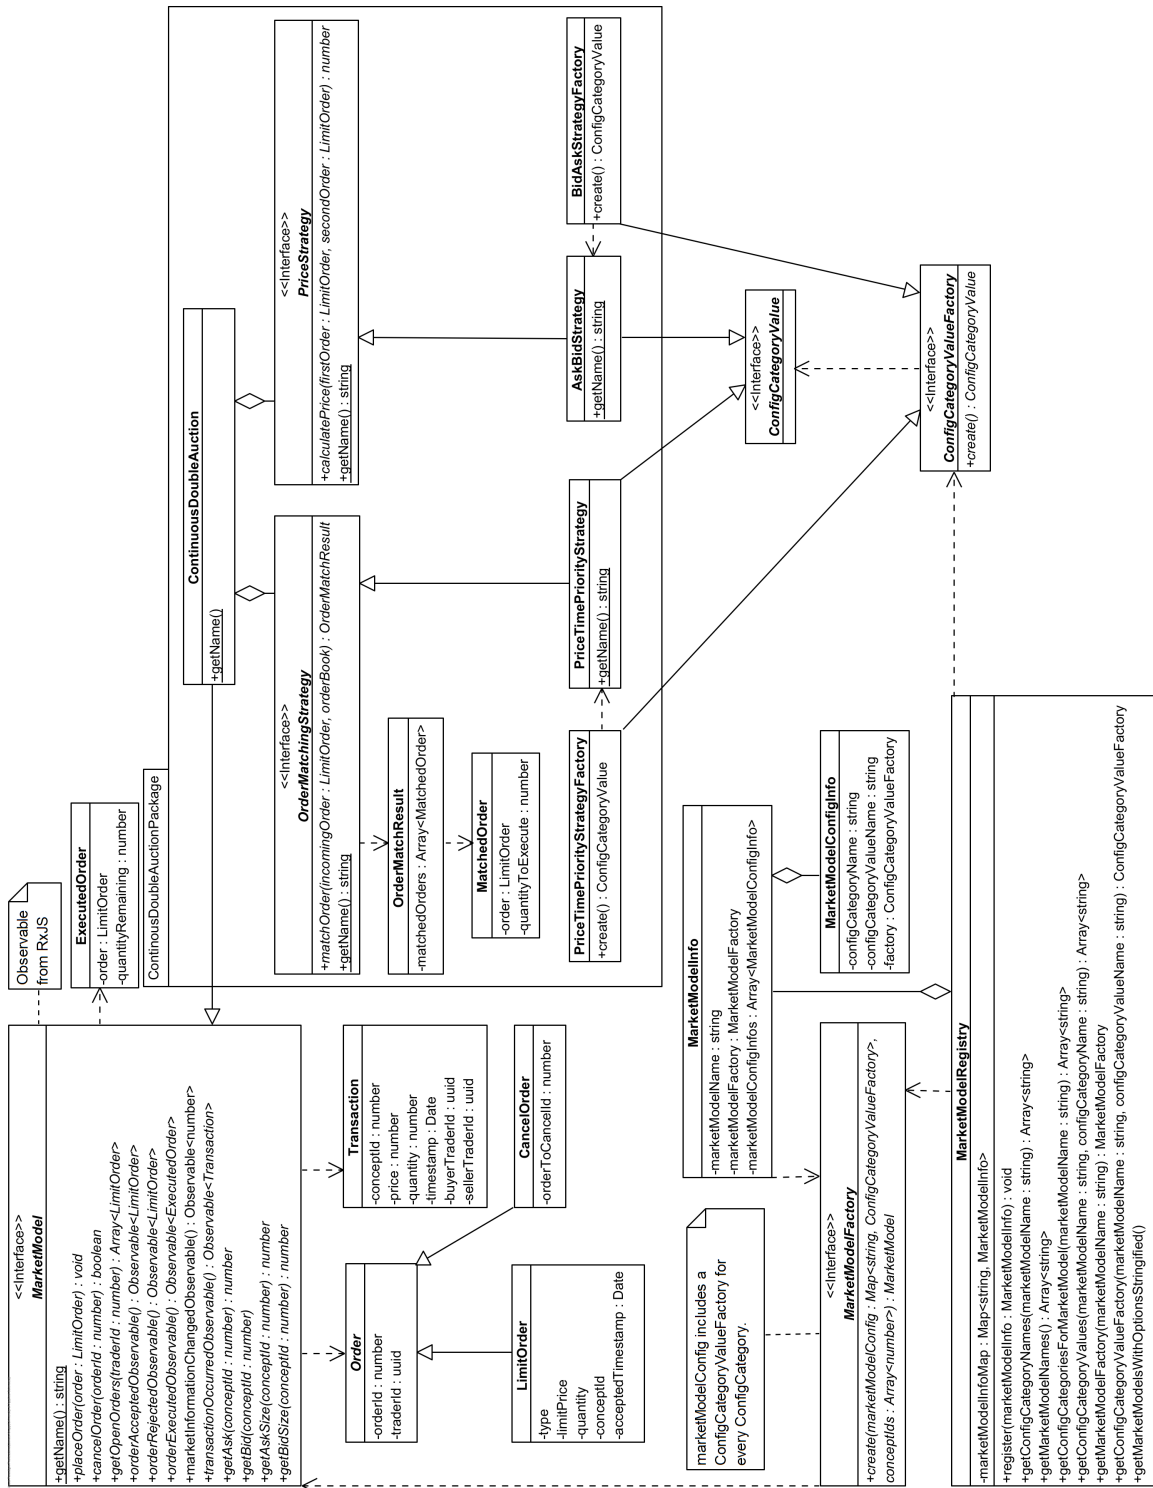 <<Interface>>
MarketModel
+getName() : string
+placeOrder(order : LimitOrder) : void
+cancelOrder(orderId : number) : boolean
+getOpenOrders(traderId : number) : Array<LimitOrder>
+orderAcceptedObservable() : Observable<LimitOrder>
+orderRejectedObservable() : Observable<LimitOrder>
+orderExecutedObservable() : Observable<ExecutedOrder>
+marketInformationChangedObservable() : Observable<number>
+transactionOccurredObservable() : Observable<Transaction>
+getAsk(conceptId : number) : number
+getBid(conceptId : number) : number
+getAskSize(conceptId : number) : number
+getBidSize(conceptId : number) : number
Observable
from RxJS
ExecutedOrder
-order : LimitOrder
-quantityRemaining : number
ContinousDoubleAuctionPackage
ContinuousDoubleAuction
+getName()
<<Interface>>
OrderMatchingStrategy
+matchOrder(incomingOrder : LimitOrder, orderBook) : OrderMatchResult
+getName() : string
<<Interface>>
PriceStrategy
+calculatePrice(firstOrder : LimitOrder, secondOrder : LimitOrder) : number
+getName() : string
OrderMatchResult
-matchedOrders : Array<MatchedOrder>
MatchedOrder
-order : LimitOrder
-quantityToExecute : number
PriceTimePriorityStrategyFactory
+create() : ConfigCategoryValue
PriceTimePriorityStrategy
+getName() : string
AskBidStrategy
+getName() : string
BidAskStrategyFactory
+create() : ConfigCategoryValue
Transaction
-conceptId : number
-price : number
-quantity : number
-timestamp : Date
-buyerTraderId : uuid
-sellerTraderId : uuid
Order
-orderId : number
-traderId : uuid
CancelOrder
-orderToCancelId : number
LimitOrder
-type
-limitPrice
-quantity
-conceptId
-acceptedTimestamp : Date
marketModelConfig includes a
ConfigCategoryValueFactory for
every ConfigCategory.
MarketModelInfo
-marketModelName : string
-marketModelFactory : MarketModelFactory
-marketModelConfigInfos : Array<MarketModelConfigInfo>
<<Interface>>
ConfigCategoryValue
<<Interface>>
MarketModelFactory
+create(marketModelConfig : Map<string, ConfigCategoryValueFactory>,
conceptIds : Array<number>) : MarketModel
MarketModelConfigInfo
-configCategoryName : string
-configCategoryValueName : string
-factory : ConfigCategoryValueFactory
<<Interface>>
ConfigCategoryValueFactory
+create() : ConfigCategoryValue
MarketModelRegistry
-marketModelInfoMap : Map<string, MarketModelInfo>
+register(marketModelInfo : MarketModelInfo) : void
+getConfigCategoryNames(marketModelName : string) : Array<string>
+getMarketModelNames() : Array<string>
+getConfigCategoriesForMarketModel(marketModelName : string) : Array<string>
+getConfigCategoryValues(marketModelName : string, configCategoryName : string) : Array<string>
+getMarketModelFactory(marketModelName : string) : MarketModelFactory
+getConfigCategoryValueFactory(marketModelName : string, configCategoryValueName : string) : ConfigCategoryValueFactory
+getMarketModelsWithOptionsStringified()